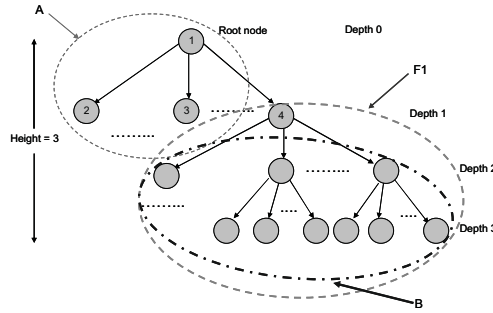 A
Root node
Depth 0
1
F1
2
3
4
Depth 1
Height = 3
Depth 2
Depth 3
B